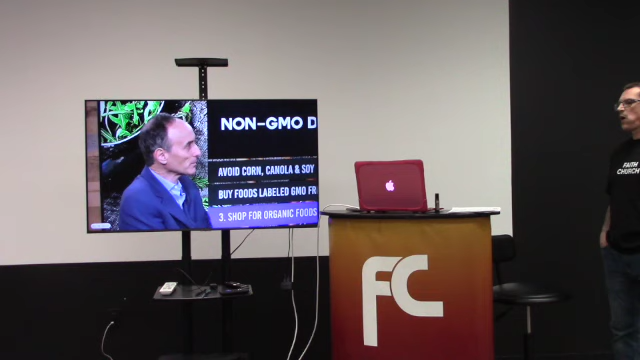 NON-GMO D
AVOID CORN, CANOLA & SOY
BUY FOODS LABELED GMO FR
3. SHOP FOR ORGANIC FOODS
FC
FAITH
CHURCH